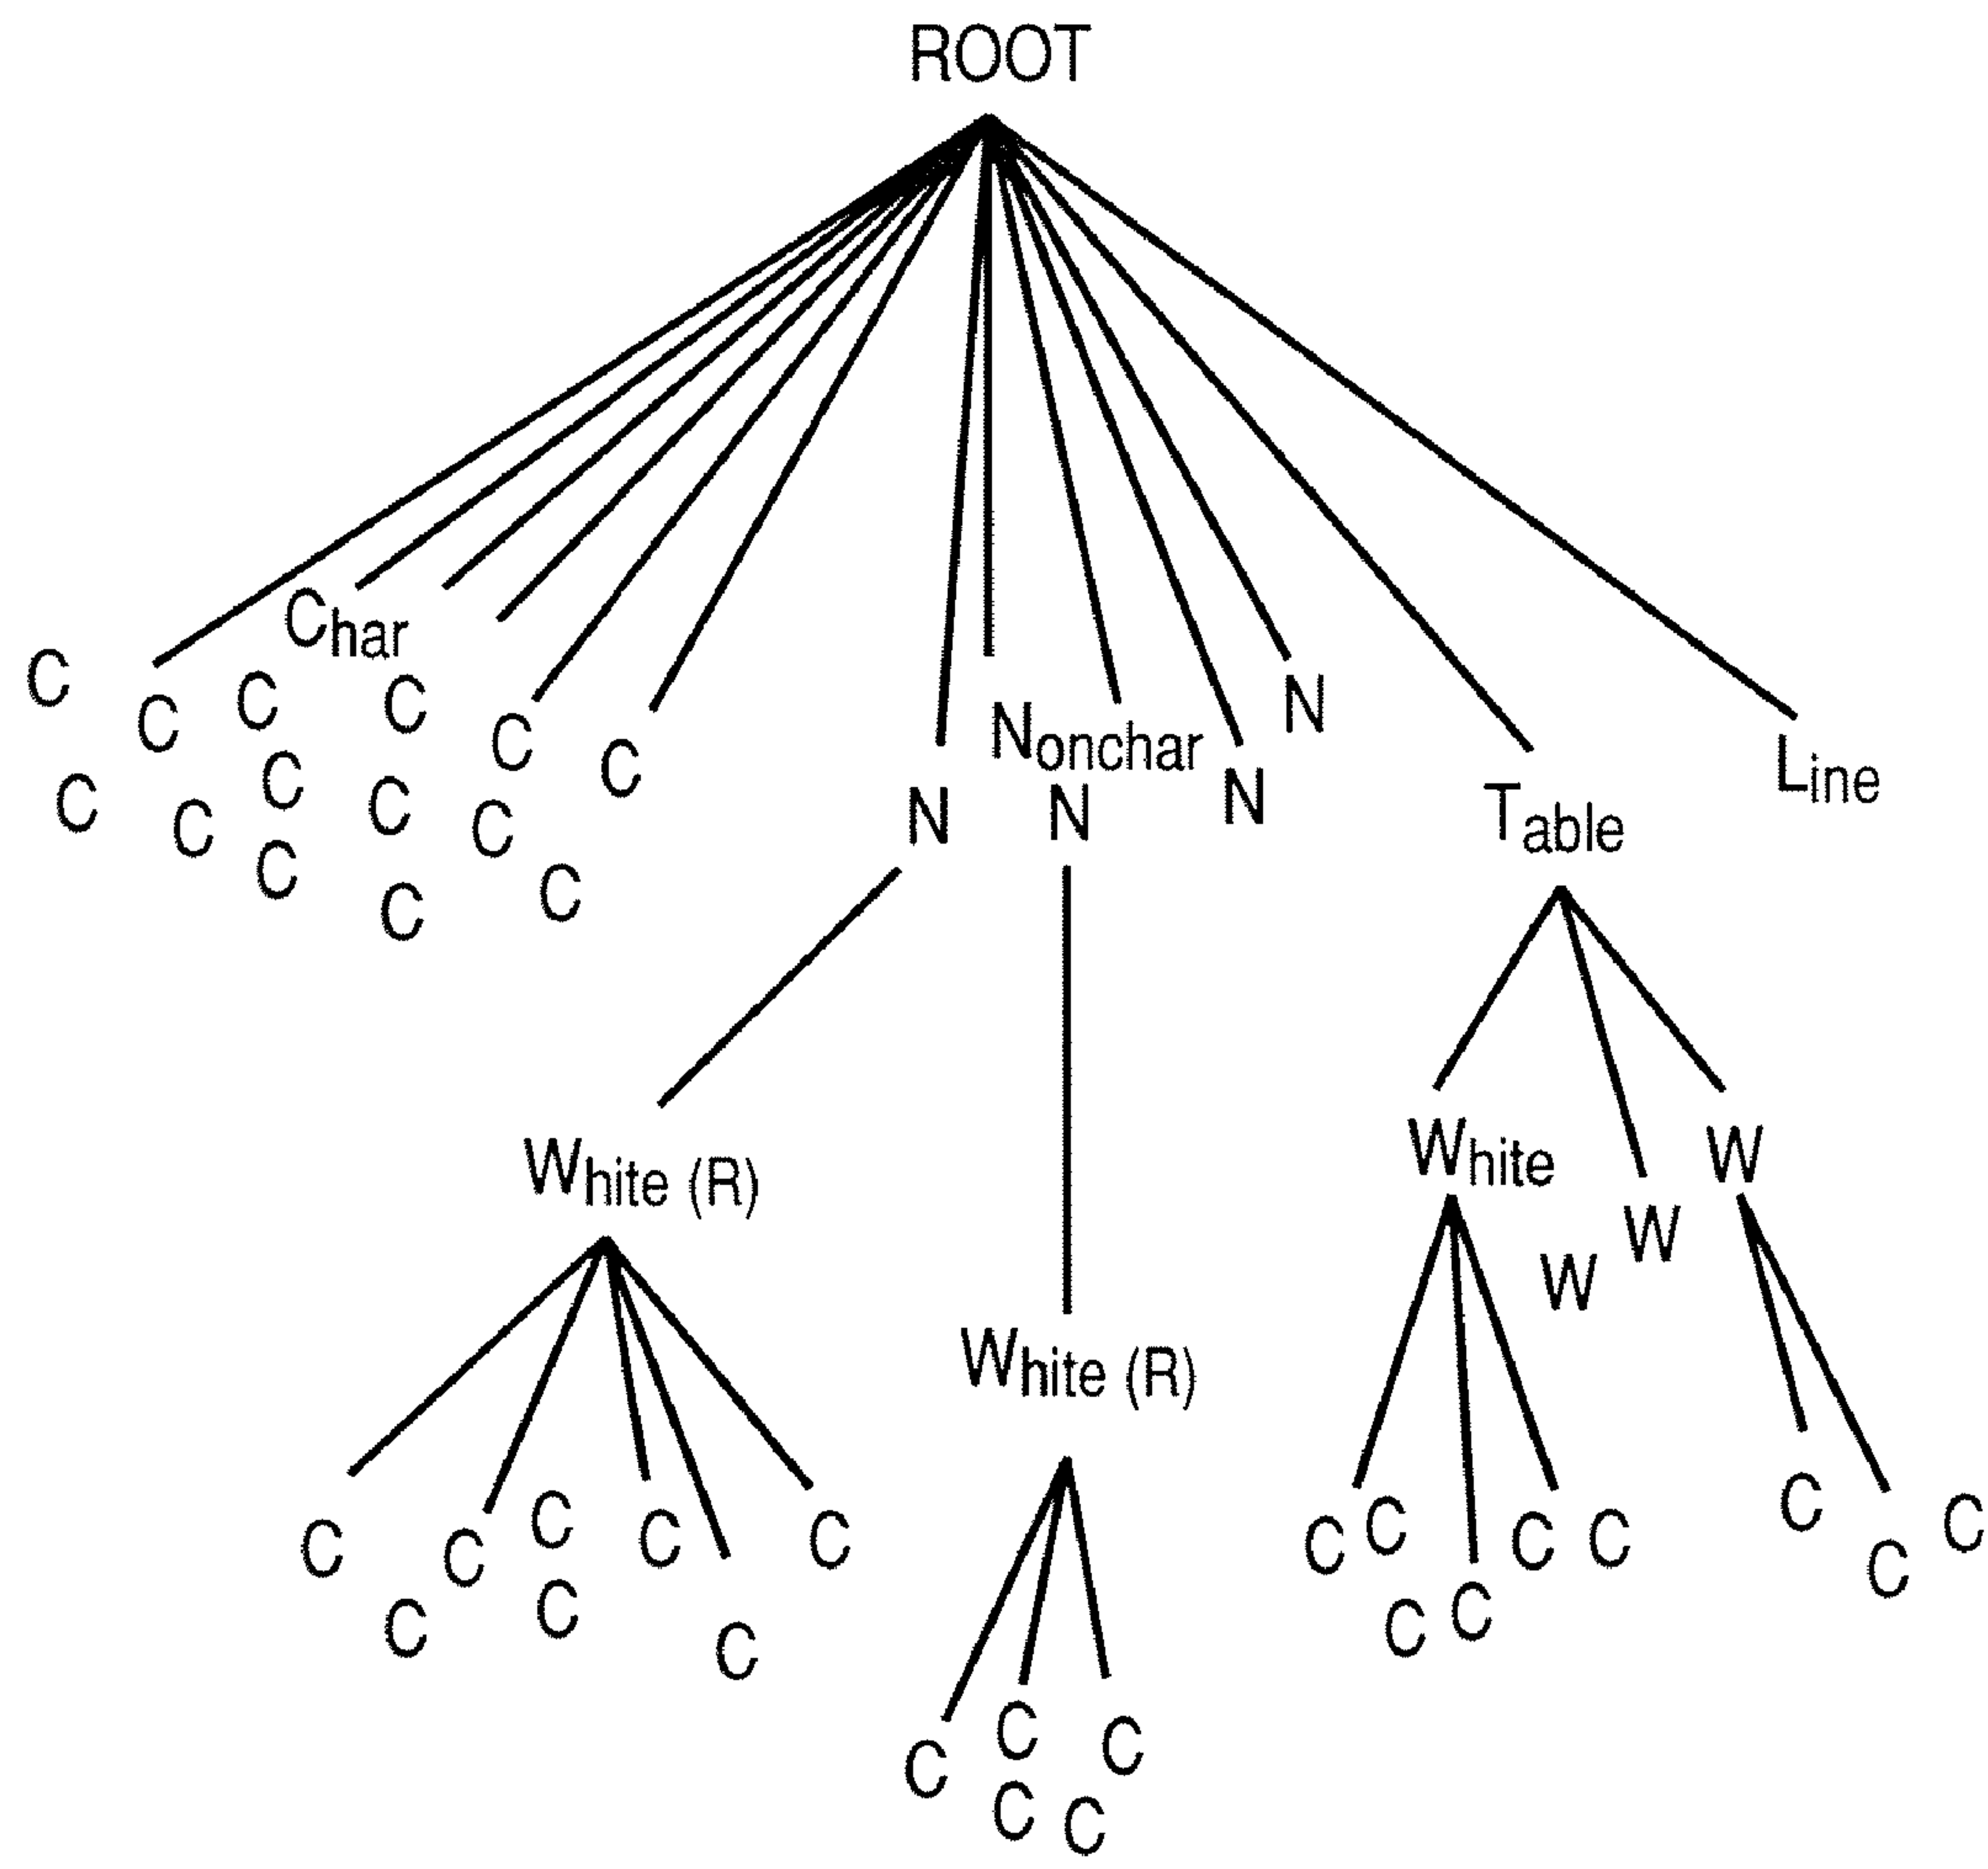 ROOT
Char
C C C C C C N
C C C C Nonchar Line
C C C C N N N Table
C C C
White (R) White W
W
W
White (R)
C C C C C C C C C C C C
C C C C C C
C
C C C
C C